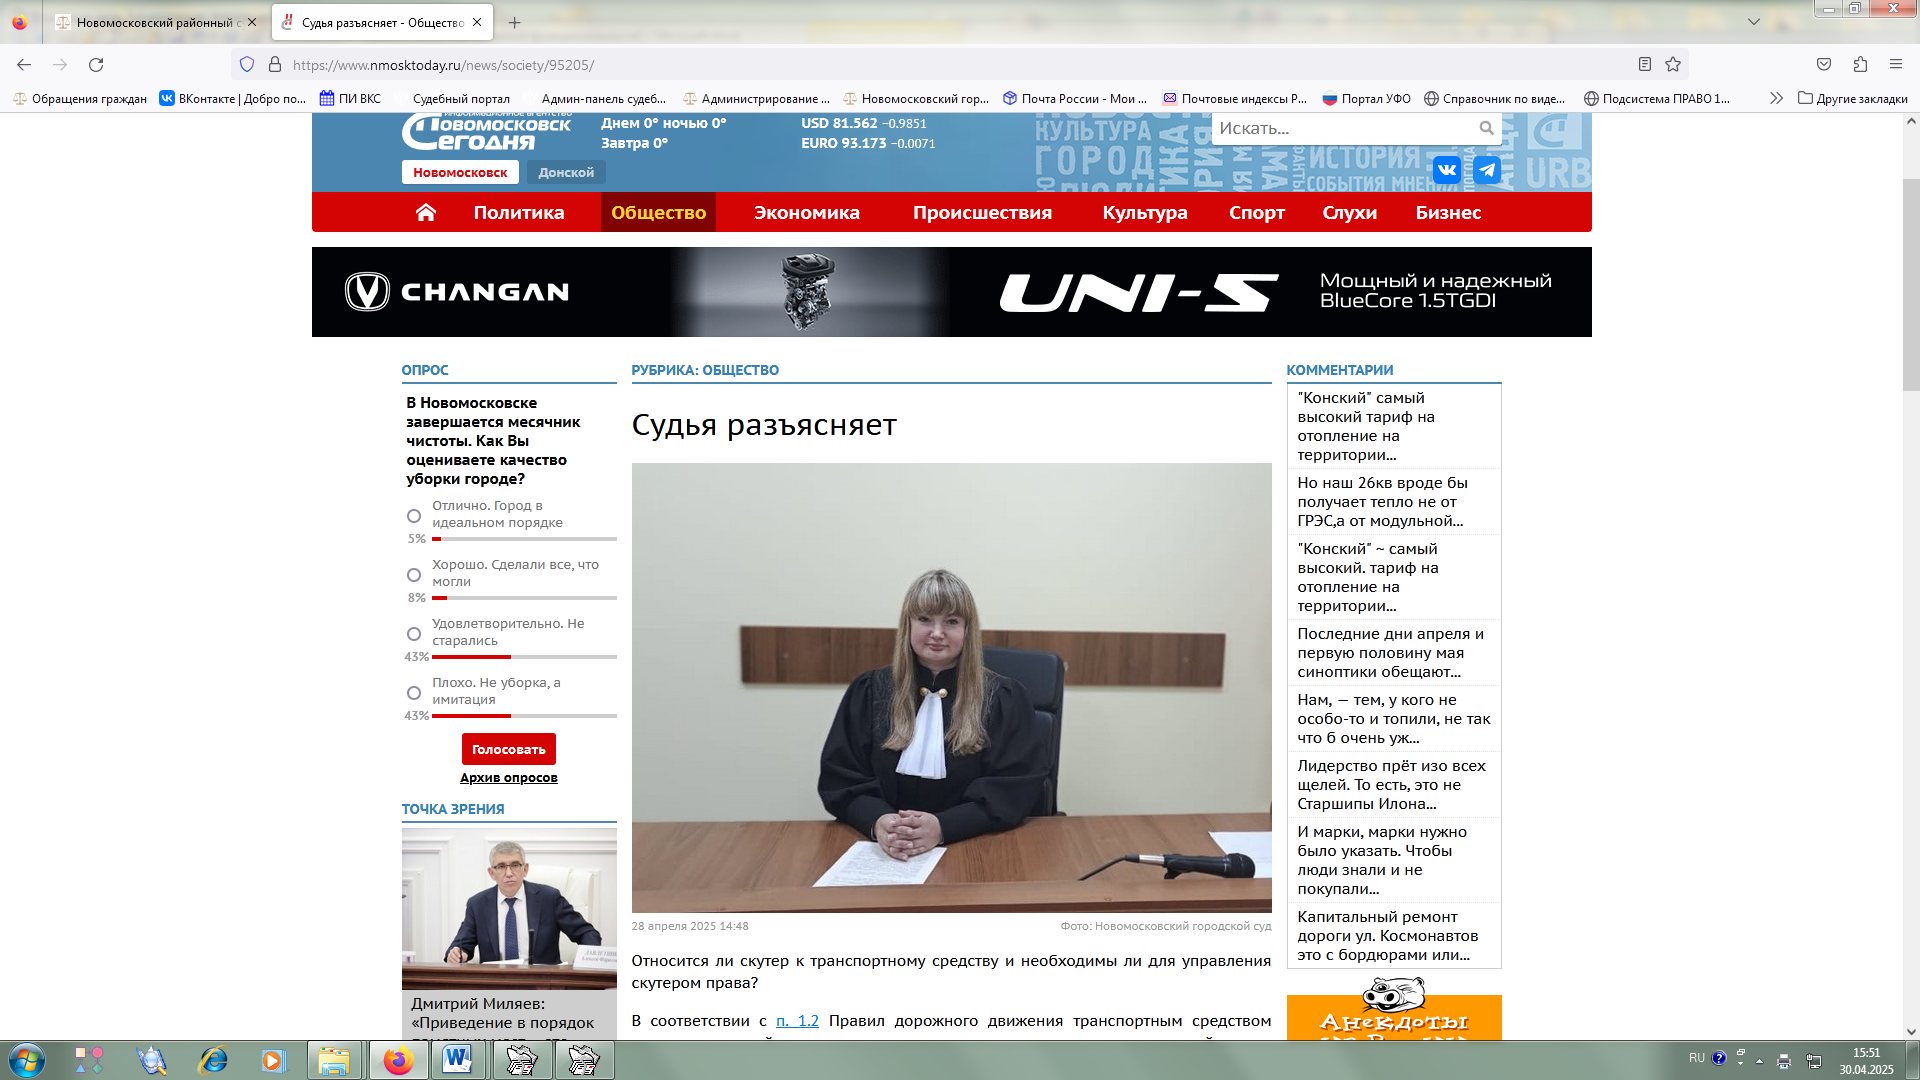 Новомосковский районный с
Судья разъясняет - Общество
https://www.nmosktoday.ru/news/society/95205/
Обращения граждан
ВКонтакте | Добро по...
ПИ ВКС
Судебный портал
Админ-панель судеб...
Администрирование ...
Новомосковский гор...
Почта России - Мои ...
Почтовые индексы Р...
Портал УФО
Справочник по виде...
Подсистема ПРАВО 1...
Другие закладки
Новомосковск
Сегодня
Днем 0° ночью 0°
Завтра 0°
USD 81.562 −0.9851
EURO 93.173 −0.0071
Искать...
КУЛЬТУРА
ГОРОД
ИСТОРИЯ
СОБЫТИЯ МНЕНИ
URB
Новомосковск
Донской
Политика
Общество
Экономика
Происшествия
Культура
Спорт
Слухи
Бизнес
CHANGAN
UNI-S
Мощный и надежный
BlueCore 1.5TGDI
ОПРОС
В Новомосковске
завершается месячник
чистоты. Как Вы
оцениваете качество
уборки городе?
Отлично. Город в
идеальном порядке
5%
Хорошо. Сделали все, что
могли
8%
Удовлетворительно. Не
старались
43%
Плохо. Не уборка, а
имитация
43%
Голосовать
Архив опросов
ТОЧКА ЗРЕНИЯ
Дмитрий Миляев:
«Приведение в порядок
РУБРИКА: ОБЩЕСТВО
Судья разъясняет
28 апреля 2025 14:48
Фото: Новомосковский городской суд
Относится ли скутер к транспортному средству и необходимы ли для управления
скутером права?
В соответствии с п. 1.2 Правил дорожного движения транспортным средством
КОММЕНТАРИИ
"Конский" самый
высокий тариф на
отопление на
территории...
Но наш 26кв вроде бы
получает тепло не от
ГРЭС,а от модульной...
"Конский" ~ самый
высокий. тариф на
отопление на
территории...
Последние дни апреля и
первую половину мая
синоптики обещают...
Нам, — тем, у кого не
особо-то и топили, не так
что б очень уж...
Лидерство прёт изо всех
щелей. То есть, это не
Старшипы Илона...
И марки, марки нужно
было указать. Чтобы
люди знали и не
покупали...
Капитальный ремонт
дороги ул. Космонавтов
это с бордюрами или...
Анекдоты
RU
15:51
30.04.2025